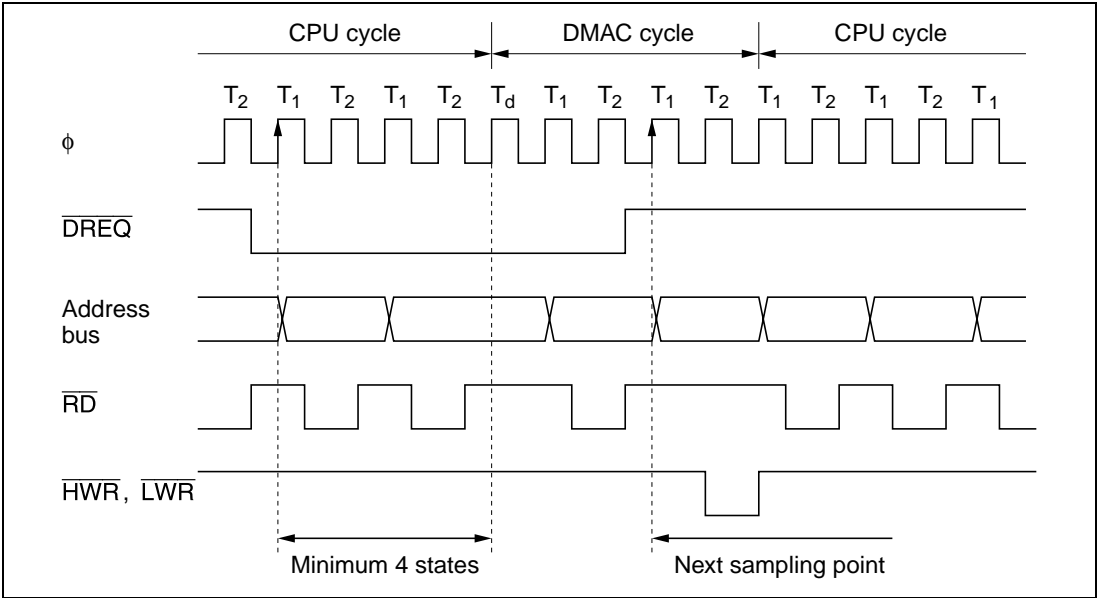 CPU cycle DMAC cycle CPU cycle
T2 T1 T2 T1 T2 Td T1 T2 T1 T2 T1 T2 T1 T2 T1
ϕ
DREQ
Address
bus
RD
HWR, LWR
Minimum 4 states Next sampling point